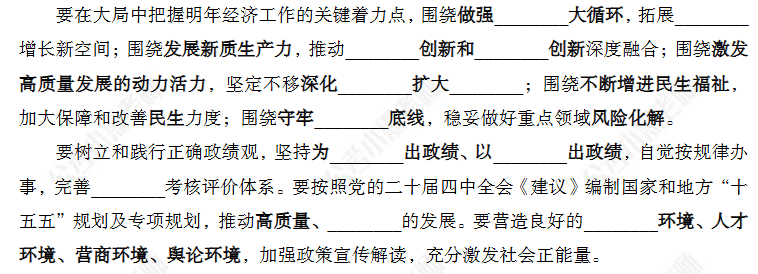 要在大局中把握明年经济工作的关键着力点，围绕做强________大循环，拓展________
增长新空间；围绕发展新质生产力，推动________创新和________创新深度融合；围绕激发
高质量发展的动力活力，坚定不移深化________扩大________；围绕不断增进民生福祉，
加大保障和改善民生力度；围绕守牢________底线，稳妥做好重点领域风险化解。
要树立和践行正确政绩观，坚持为________出政绩、以________出政绩，自觉按规律办
事，完善________考核评价体系。要按照党的二十届四中全会《建议》编制国家和地方“十
五五”规划及专项规划，推动高质量、________的发展。要营造良好的________环境、人才
环境、营商环境、舆论环境，加强政策宣传解读，充分激发社会正能量。